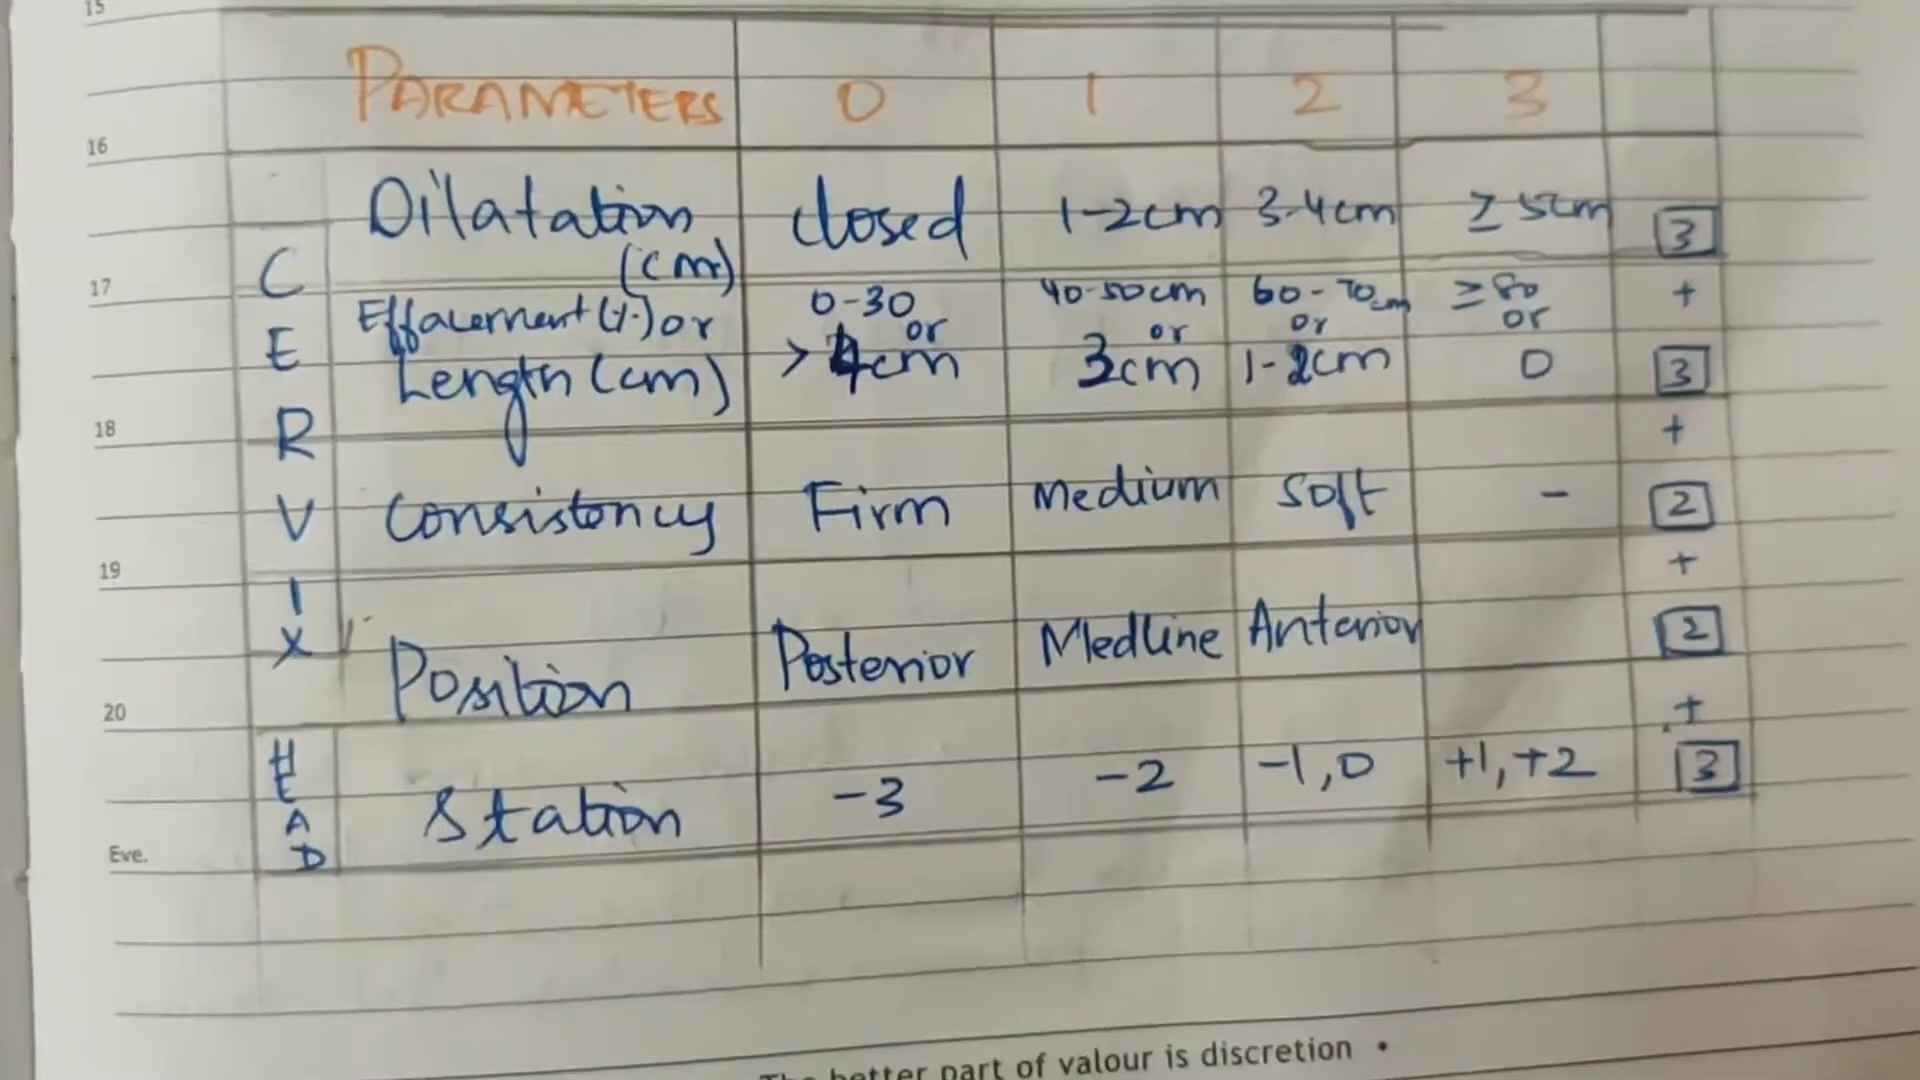 15
PARAMETERS 0 1 2 3
16
Dilatation (cm) closed 1-2cm 3-4cm ≥ 5cm 3
17
+
Effacement (%) or Length (cm) 0-30 or > 4cm 40-50cm or 3cm 60-70cm or 1-2cm ≥ 80 or 0 3
18
+
Consistency Firm Medium Soft - 2
19
+
Position Posterior Medline Anterior 2
20
+
Station -3 -2 -1,0 +1,+2 3
CERVIX
HEAD
Eve.
The better part of valour is discretion •